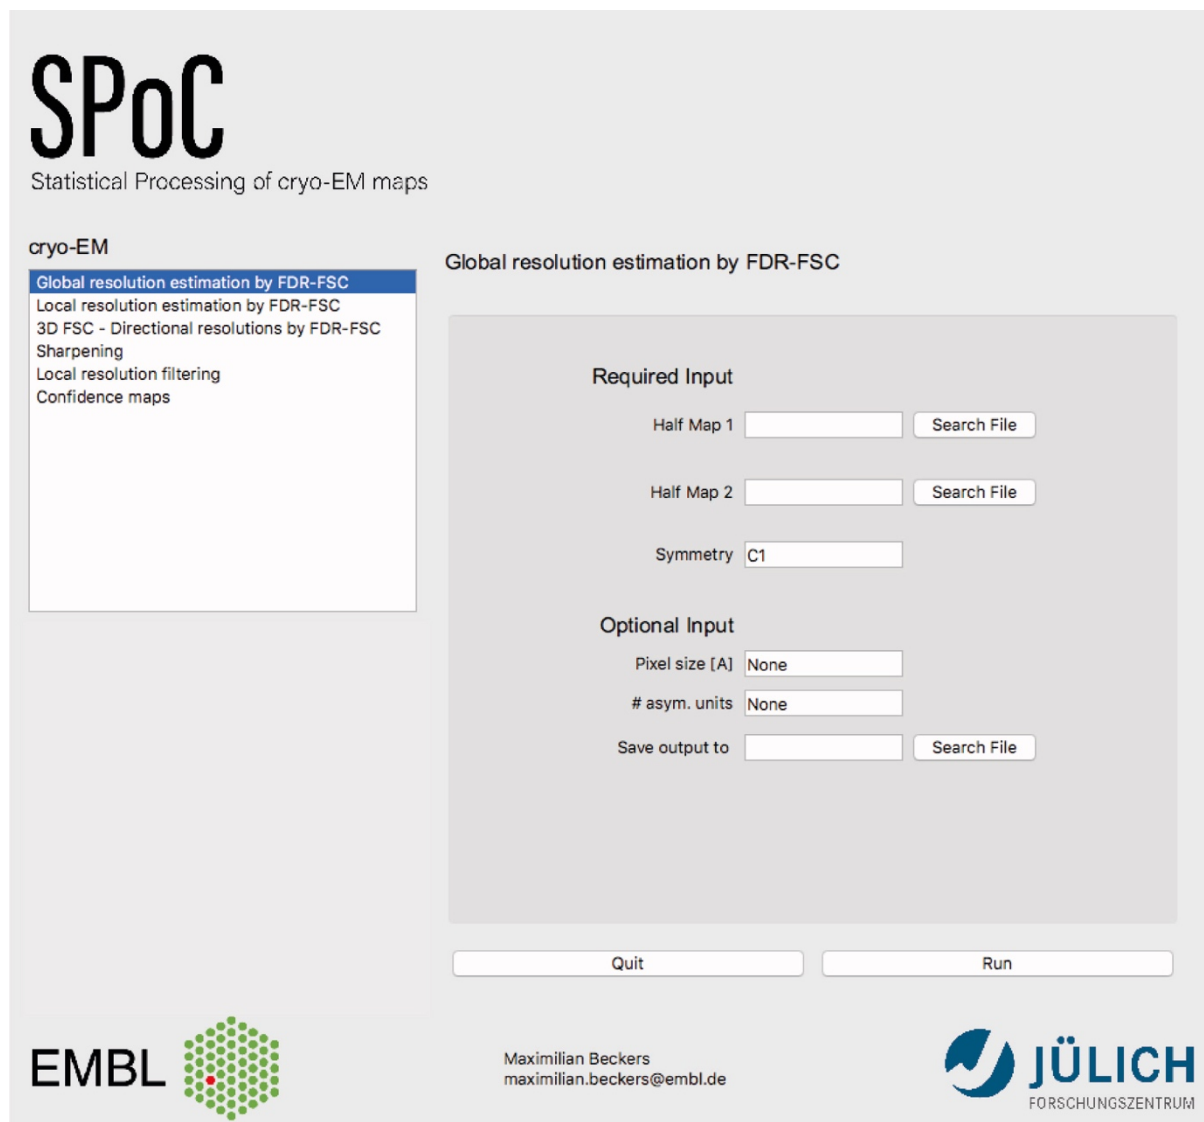 SPoC
Statistical Processing of cryo-EM maps
cryo-EM
Global resolution estimation by FDR-FSC
Local resolution estimation by FDR-FSC
3D FSC - Directional resolutions by FDR-FSC
Sharpening
Local resolution filtering
Confidence maps
Global resolution estimation by FDR-FSC
Required Input
Half Map 1 Search File
Half Map 2 Search File
Symmetry C1
Optional Input
Pixel size [A] None
# asym. units None
Save output to Search File
Quit Run
EMBL
Maximilian Beckers
maximilian.beckers@embl.de
JÜLICH
FORSCHUNGSZENTRUM